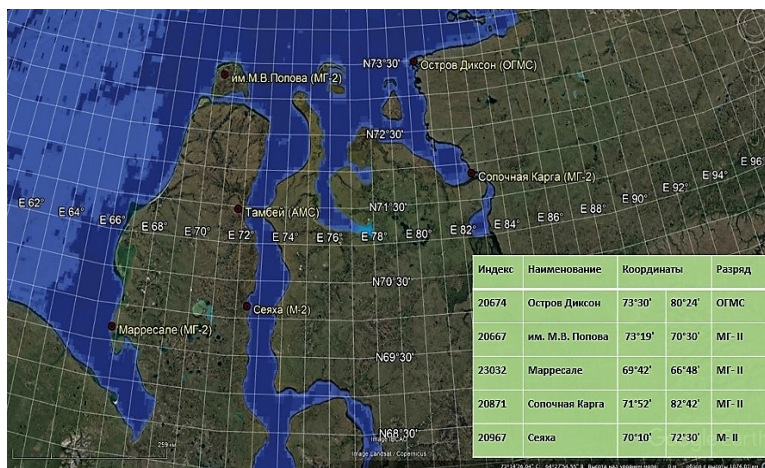 N73°30'
Остров Диксон (ОГМС)
им.М.В.Попова (МГ-2)
N72°30'
Сопочная Карга (МГ-2)
E 96°
E 94°
E 92°
E 90°
E 88°
E 86°
E 84°
E 62°
E 64°
E 66°
E 68°
E 70°
E 72°
E 74°
E 76°
E 78°
E 80°
E 82°
N71°30'
Тамбей (АМС)
N70°30'
Сеяха (М-2)
Марресале (МГ-2)
N69°30'
N68°30'
Индекс Наименование Координаты Разряд
20674 Остров Диксон 73°30' 80°24' ОГМС
20667 им. М.В. Попова 73°19' 70°30' МГ- II
23032 Марресале 69°42' 66°48' МГ- II
20871 Сопочная Карга 71°52' 82°42' МГ- II
20967 Сеяха 70°10' 72°30' М- II
Image Landsat / Copernicus